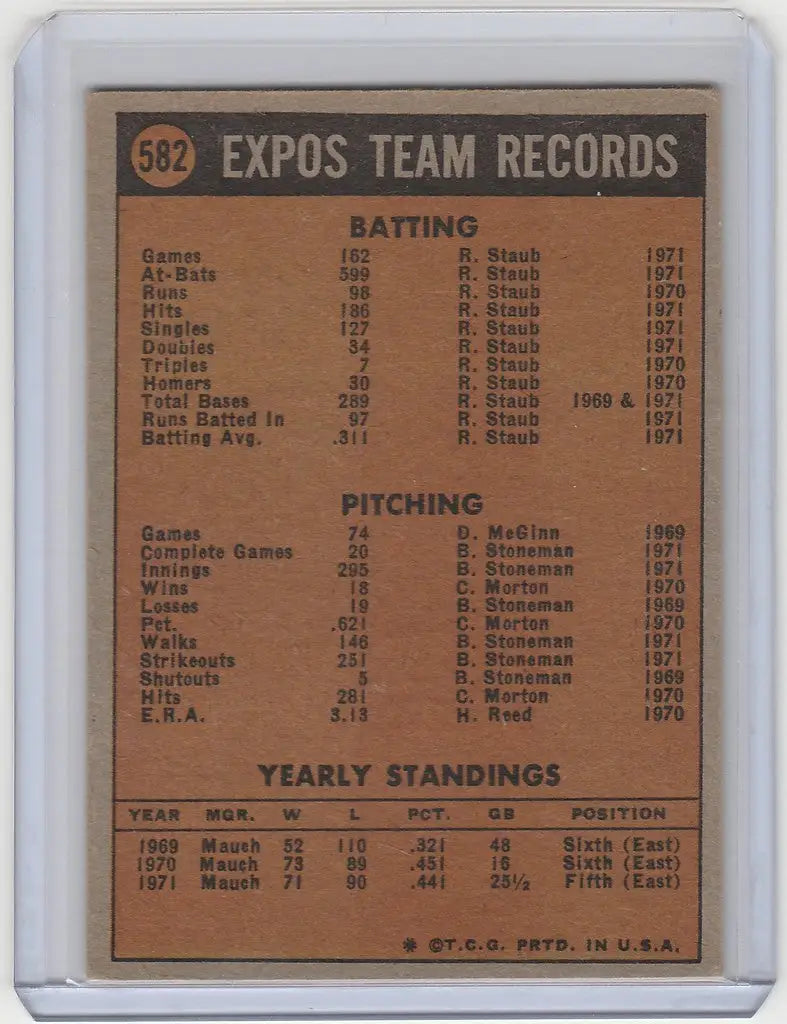 582 EXPOS TEAM RECORDS
BATTING
Games 162 R. Staub 1971
At-Bats 599 R. Staub 1971
Runs 98 R. Staub 1970
Hits 186 R. Staub 1971
Singles 127 R. Staub 1971
Doubles 34 R. Staub 1971
Triples 7 R. Staub 1970
Homers 30 R. Staub 1970
Total Bases 289 R. Staub 1969 & 1971
Runs Batted In 97 R. Staub 1971
Batting Avg. .311 R. Staub 1971
PITCHING
Games 74 D. McGinn 1969
Complete Games 20 B. Stoneman 1971
Innings 295 B. Stoneman 1971
Wins 18 C. Morton 1970
Losses 19 B. Stoneman 1969
Pct. .621 C. Morton 1970
Walks 146 B. Stoneman 1971
Strikeouts 251 B. Stoneman 1971
Shutouts 5 B. Stoneman 1969
Hits 281 C. Morton 1970
E.R.A. 3.13 H. Reed 1970
YEARLY STANDINGS
YEAR MGR. W L PCT. GB POSITION
1969 Mauch 52 110 .321 48 Sixth (East)
1970 Mauch 73 89 .451 16 Sixth (East)
1971 Mauch 71 90 .441 25½ Fifth (East)
* ©T.C.G. PRTD. IN U.S.A.